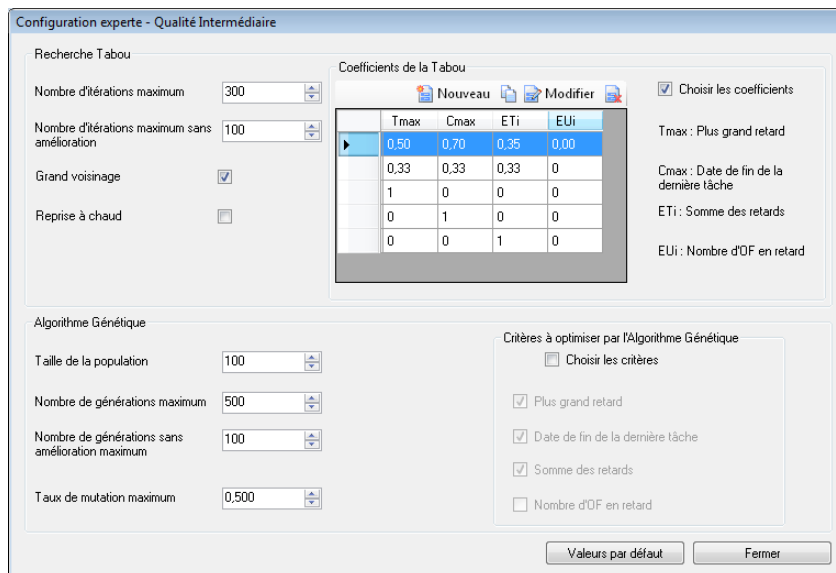 Configuration experte - Qualité Intermédiaire
Recherche Tabou
Nombre d'itérations maximum
300
Nombre d'itérations maximum sans
amélioration
100
Grand voisinage
Reprise à chaud
Coefficients de la Tabou
Nouveau Modifier
Tmax Cmax ETi EUi
0,50 0,70 0,35 0,00
0,33 0,33 0,33 0
1 0 0 0
0 1 0 0
0 0 1 0
Choisir les coefficients
Tmax : Plus grand retard
Cmax : Date de fin de la
dernière tâche
ETi : Somme des retards
EUi : Nombre d'OF en retard
Algorithme Génétique
Taille de la population
100
Nombre de générations maximum
500
Nombre de générations sans
amélioration maximum
100
Taux de mutation maximum
0,500
Critères à optimiser par l'Algorithme Génétique
Choisir les critères
Plus grand retard
Date de fin de la dernière tâche
Somme des retards
Nombre d'OF en retard
Valeurs par défaut
Fermer